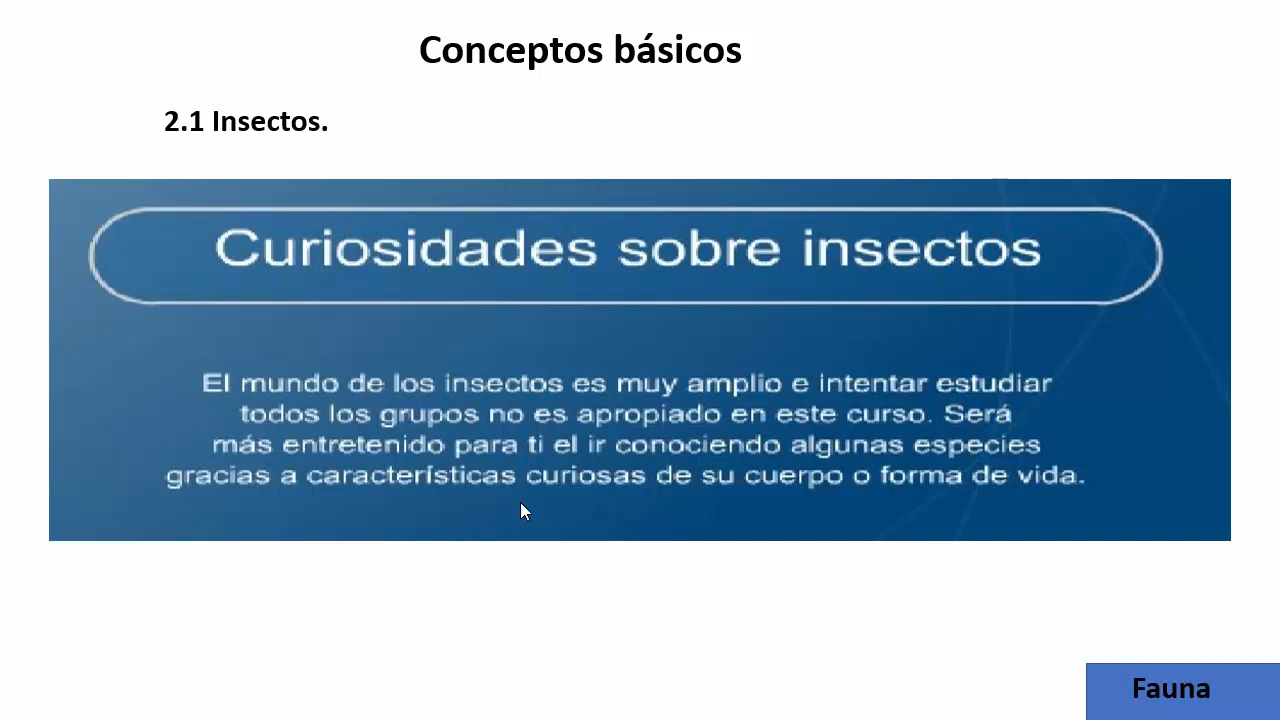 Conceptos básicos
2.1 Insectos.
Curiosidades sobre insectos
El mundo de los insectos es muy amplio e intentar estudiar
todos los grupos no es apropiado en este curso. Será
más entretenido para ti el ir conociendo algunas especies
gracias a características curiosas de su cuerpo o forma de vida.
Fauna